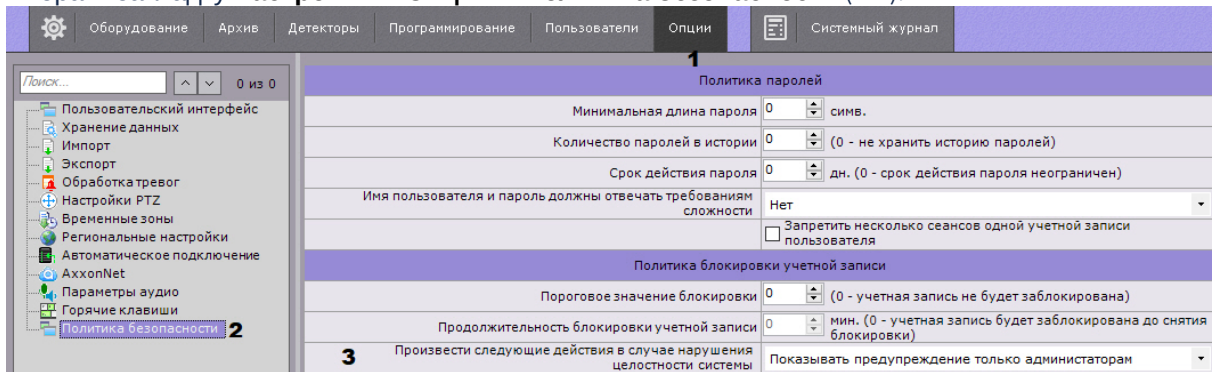 Оборудование Архив Детекторы Программирование Пользователи Опции Системный журнал
1
Поиск... 0 из 0
Пользовательский интерфейс
Хранение данных
Импорт
Экспорт
Обработка тревог
Настройки PTZ
Временные зоны
Региональные настройки
Автоматическое подключение
AxxonNet
Параметры аудио
Горячие клавиши
Политика безопасности 2
Политика паролей
Минимальная длина пароля 0 симв.
Количество паролей в истории 0 (0 - не хранить историю паролей)
Срок действия пароля 0 дн. (0 - срок действия пароля неограничен)
Имя пользователя и пароль должны отвечать требованиям
сложности Нет
Запретить несколько сеансов одной учетной записи
пользователя
Политика блокировки учетной записи
Пороговое значение блокировки 0 (0 - учетная запись не будет заблокирована)
Продолжительность блокировки учетной записи 0 мин. (0 - учетная запись будет заблокирована до снятия
блокировки)
3 Произвести следующие действия в случае нарушения
целостности системы Показывать предупреждение только администаторам